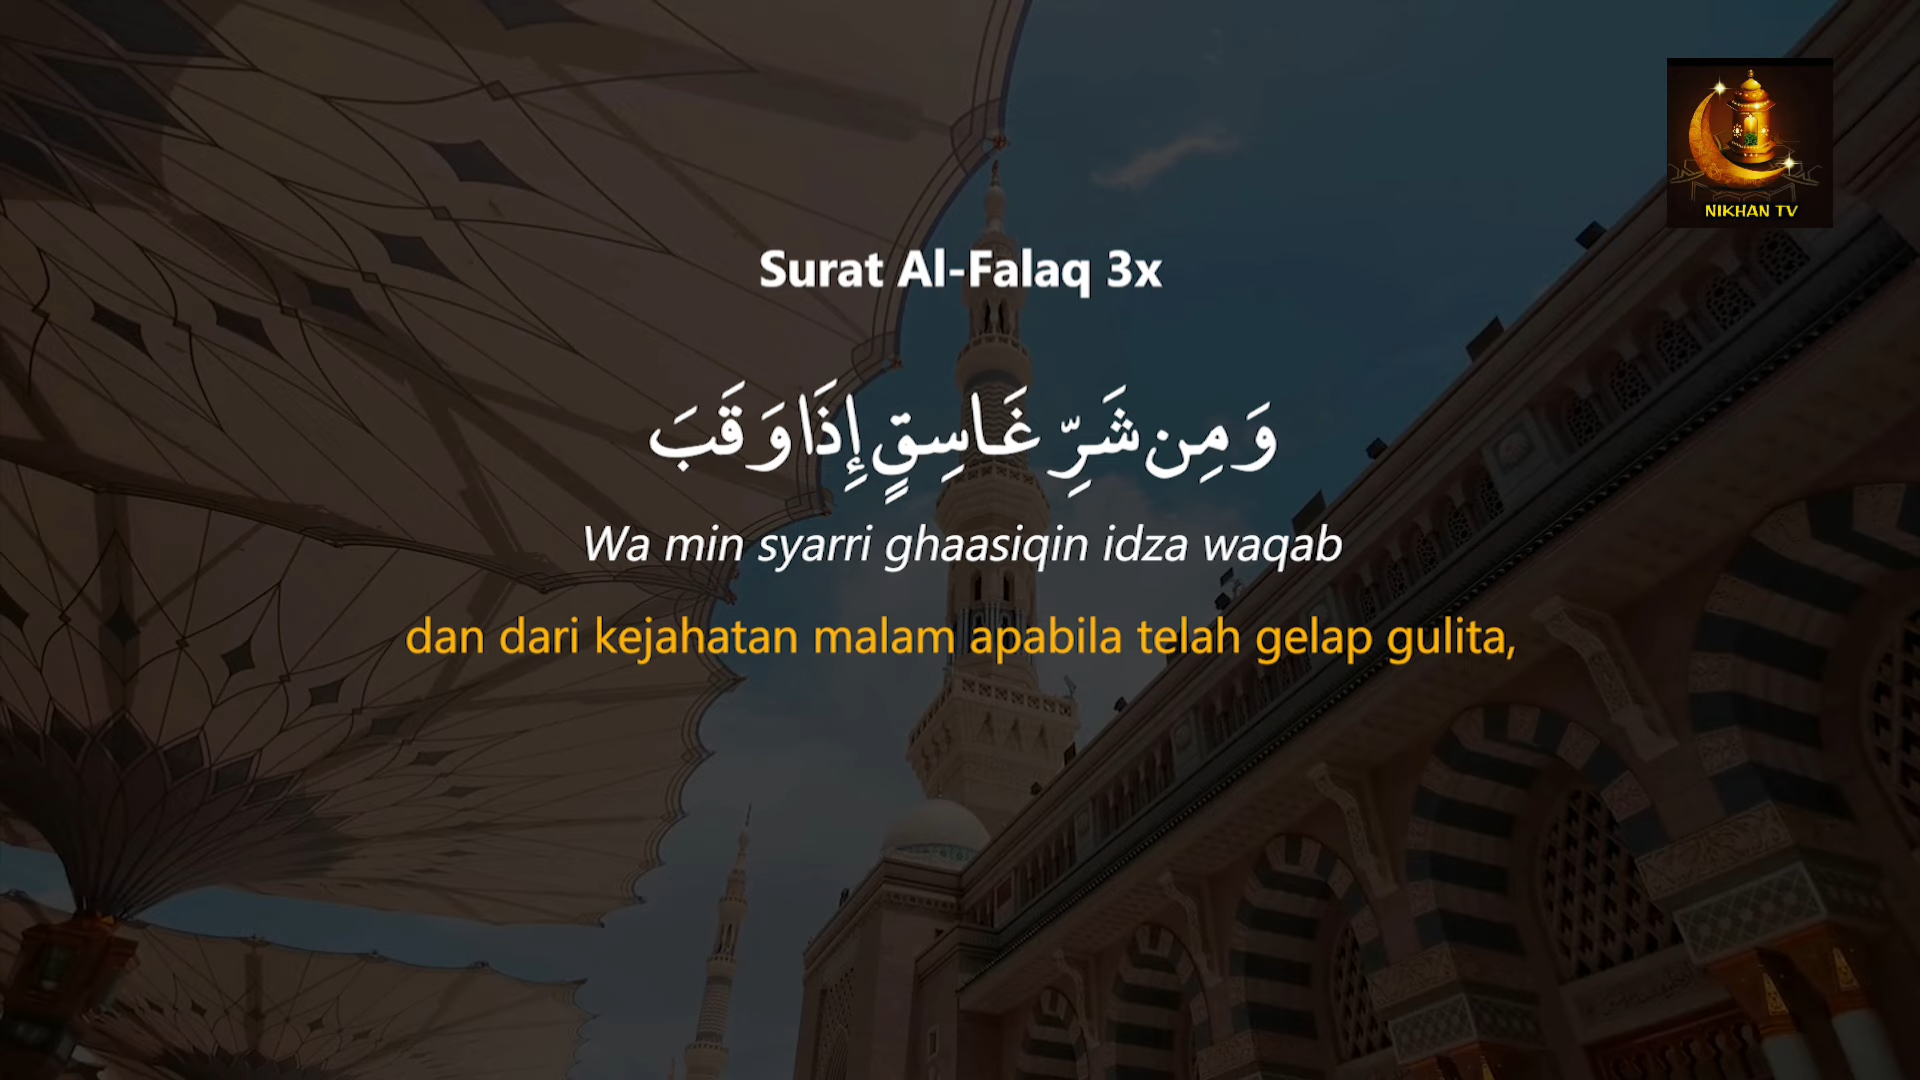 NIKHAN TV
Surat Al-Falaq 3x
وَمِن شَرِّ غَاسِقٍ إِذَا وَقَبَ
Wa min syarri ghaasiqin idza waqab
dan dari kejahatan malam apabila telah gelap gulita,